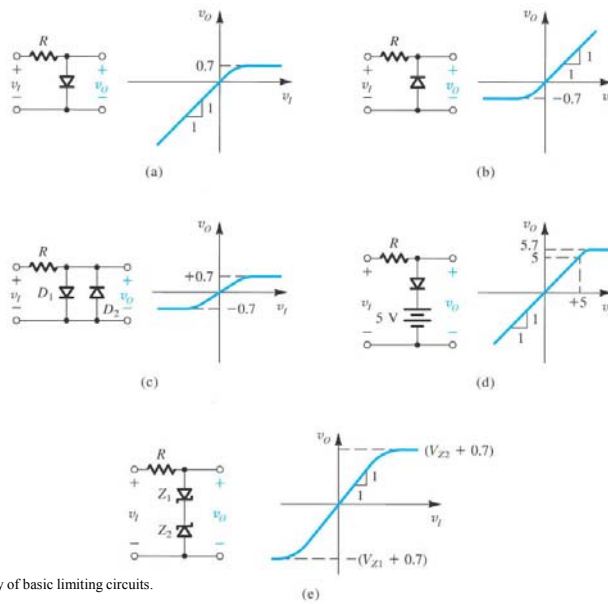 R
+
v_I
−
+
v_O
−
v_O
0.7
1
1
v_I
(a)
R
+
v_I
−
+
v_O
−
v_O
1
1
−0.7
(b)
R
+
v_I
−
D_1
D_2
+
v_O
−
v_O
+0.7
−0.7
v_I
(c)
R
+
v_I
−
5 V
+
v_O
−
v_O
5.7
5
+5
1
1
(d)
R
+
v_I
−
Z_1
Z_2
+
v_O
−
v_O
(V_Z2 + 0.7)
1
1
v_I
−(V_Z1 + 0.7)
(e)
y of basic limiting circuits.